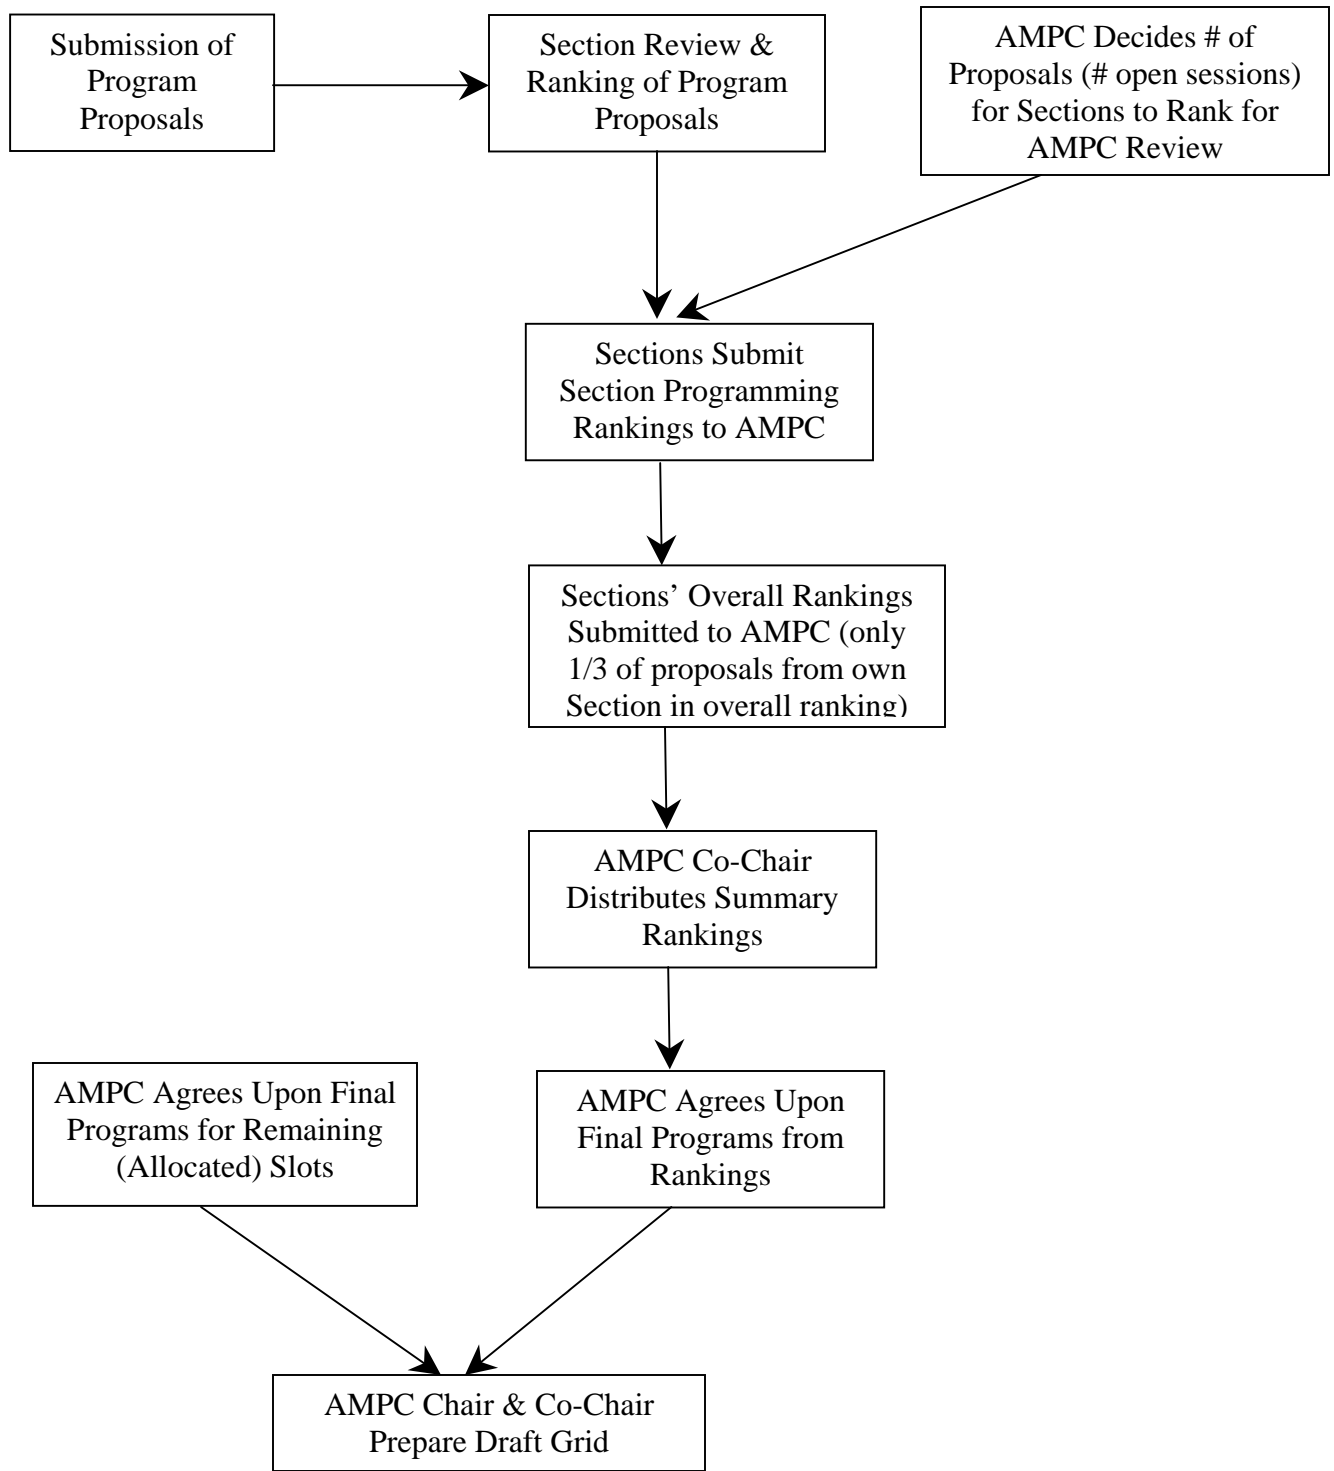 Submission of
Program
Proposals
Section Review &
Ranking of Program
Proposals
AMPC Decides # of
Proposals (# open sessions)
for Sections to Rank for
AMPC Review
Sections Submit
Section Programming
Rankings to AMPC
Sections’ Overall Rankings
Submitted to AMPC (only
1/3 of proposals from own
Section in overall ranking)
AMPC Co-Chair
Distributes Summary
Rankings
AMPC Agrees Upon Final
Programs for Remaining
(Allocated) Slots
AMPC Agrees Upon
Final Programs from
Rankings
AMPC Chair & Co-Chair
Prepare Draft Grid